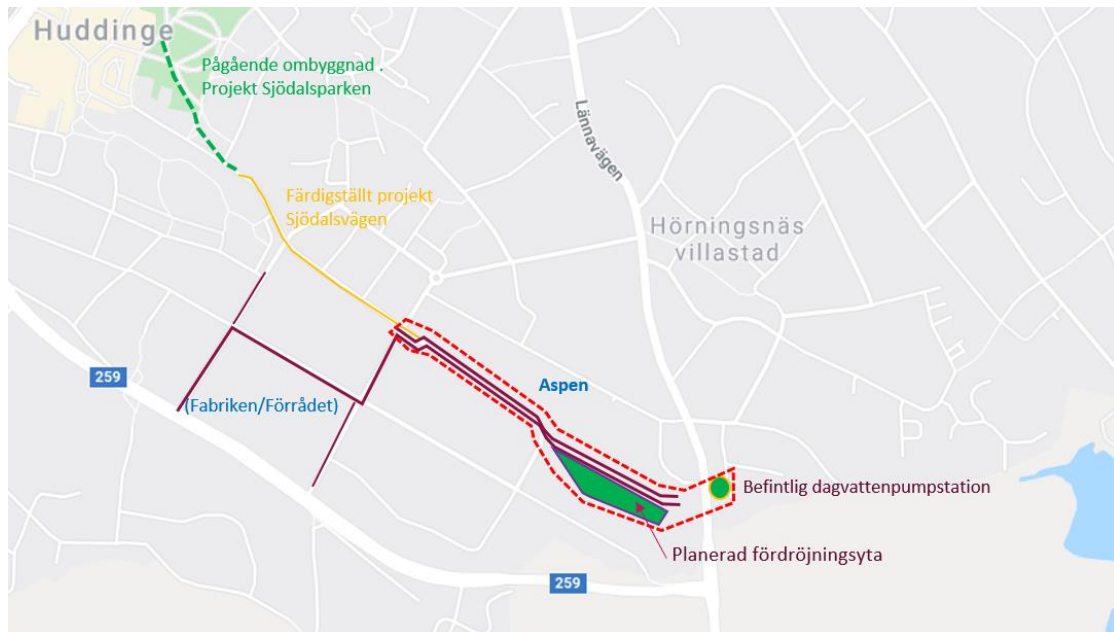 Huddinge
Pågående ombyggnad .
Projekt Sjödalsparken
Lännavägen
Färdigställt projekt
Sjödalsvägen
Hörningsnäs
villastad
259
Aspen
(Fabriken/Förrådet)
Befintlig dagvattenpumpstation
Planerad fördröjningsyta
259